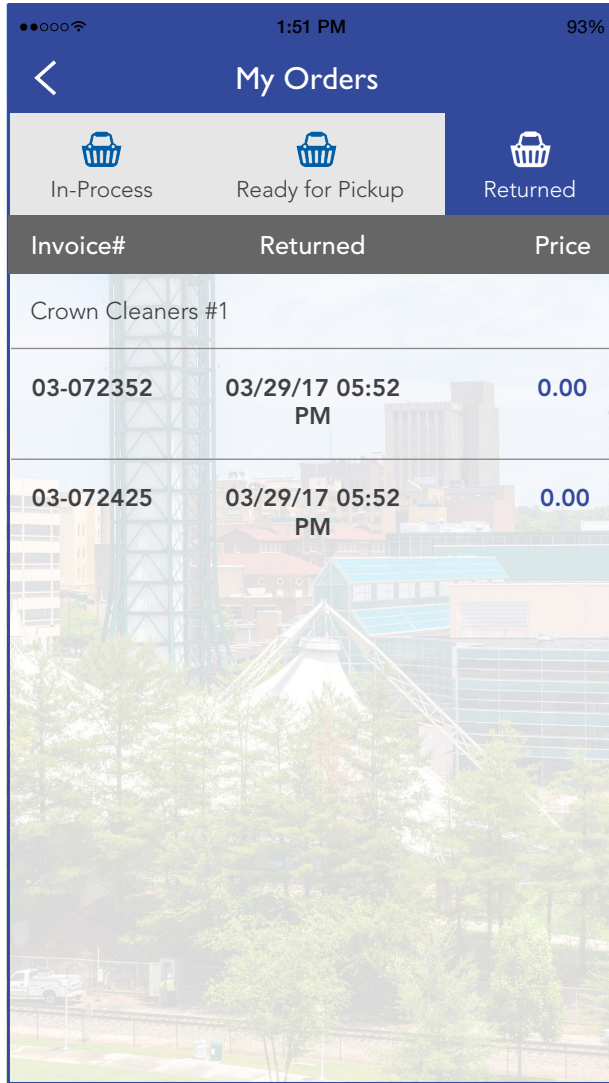 1:51 PM 93%
My Orders
In-Process Ready for Pickup Returned
Invoice# Returned Price
Crown Cleaners #1
03-072352 03/29/17 05:52 0.00
PM
03-072425 03/29/17 05:52 0.00
PM